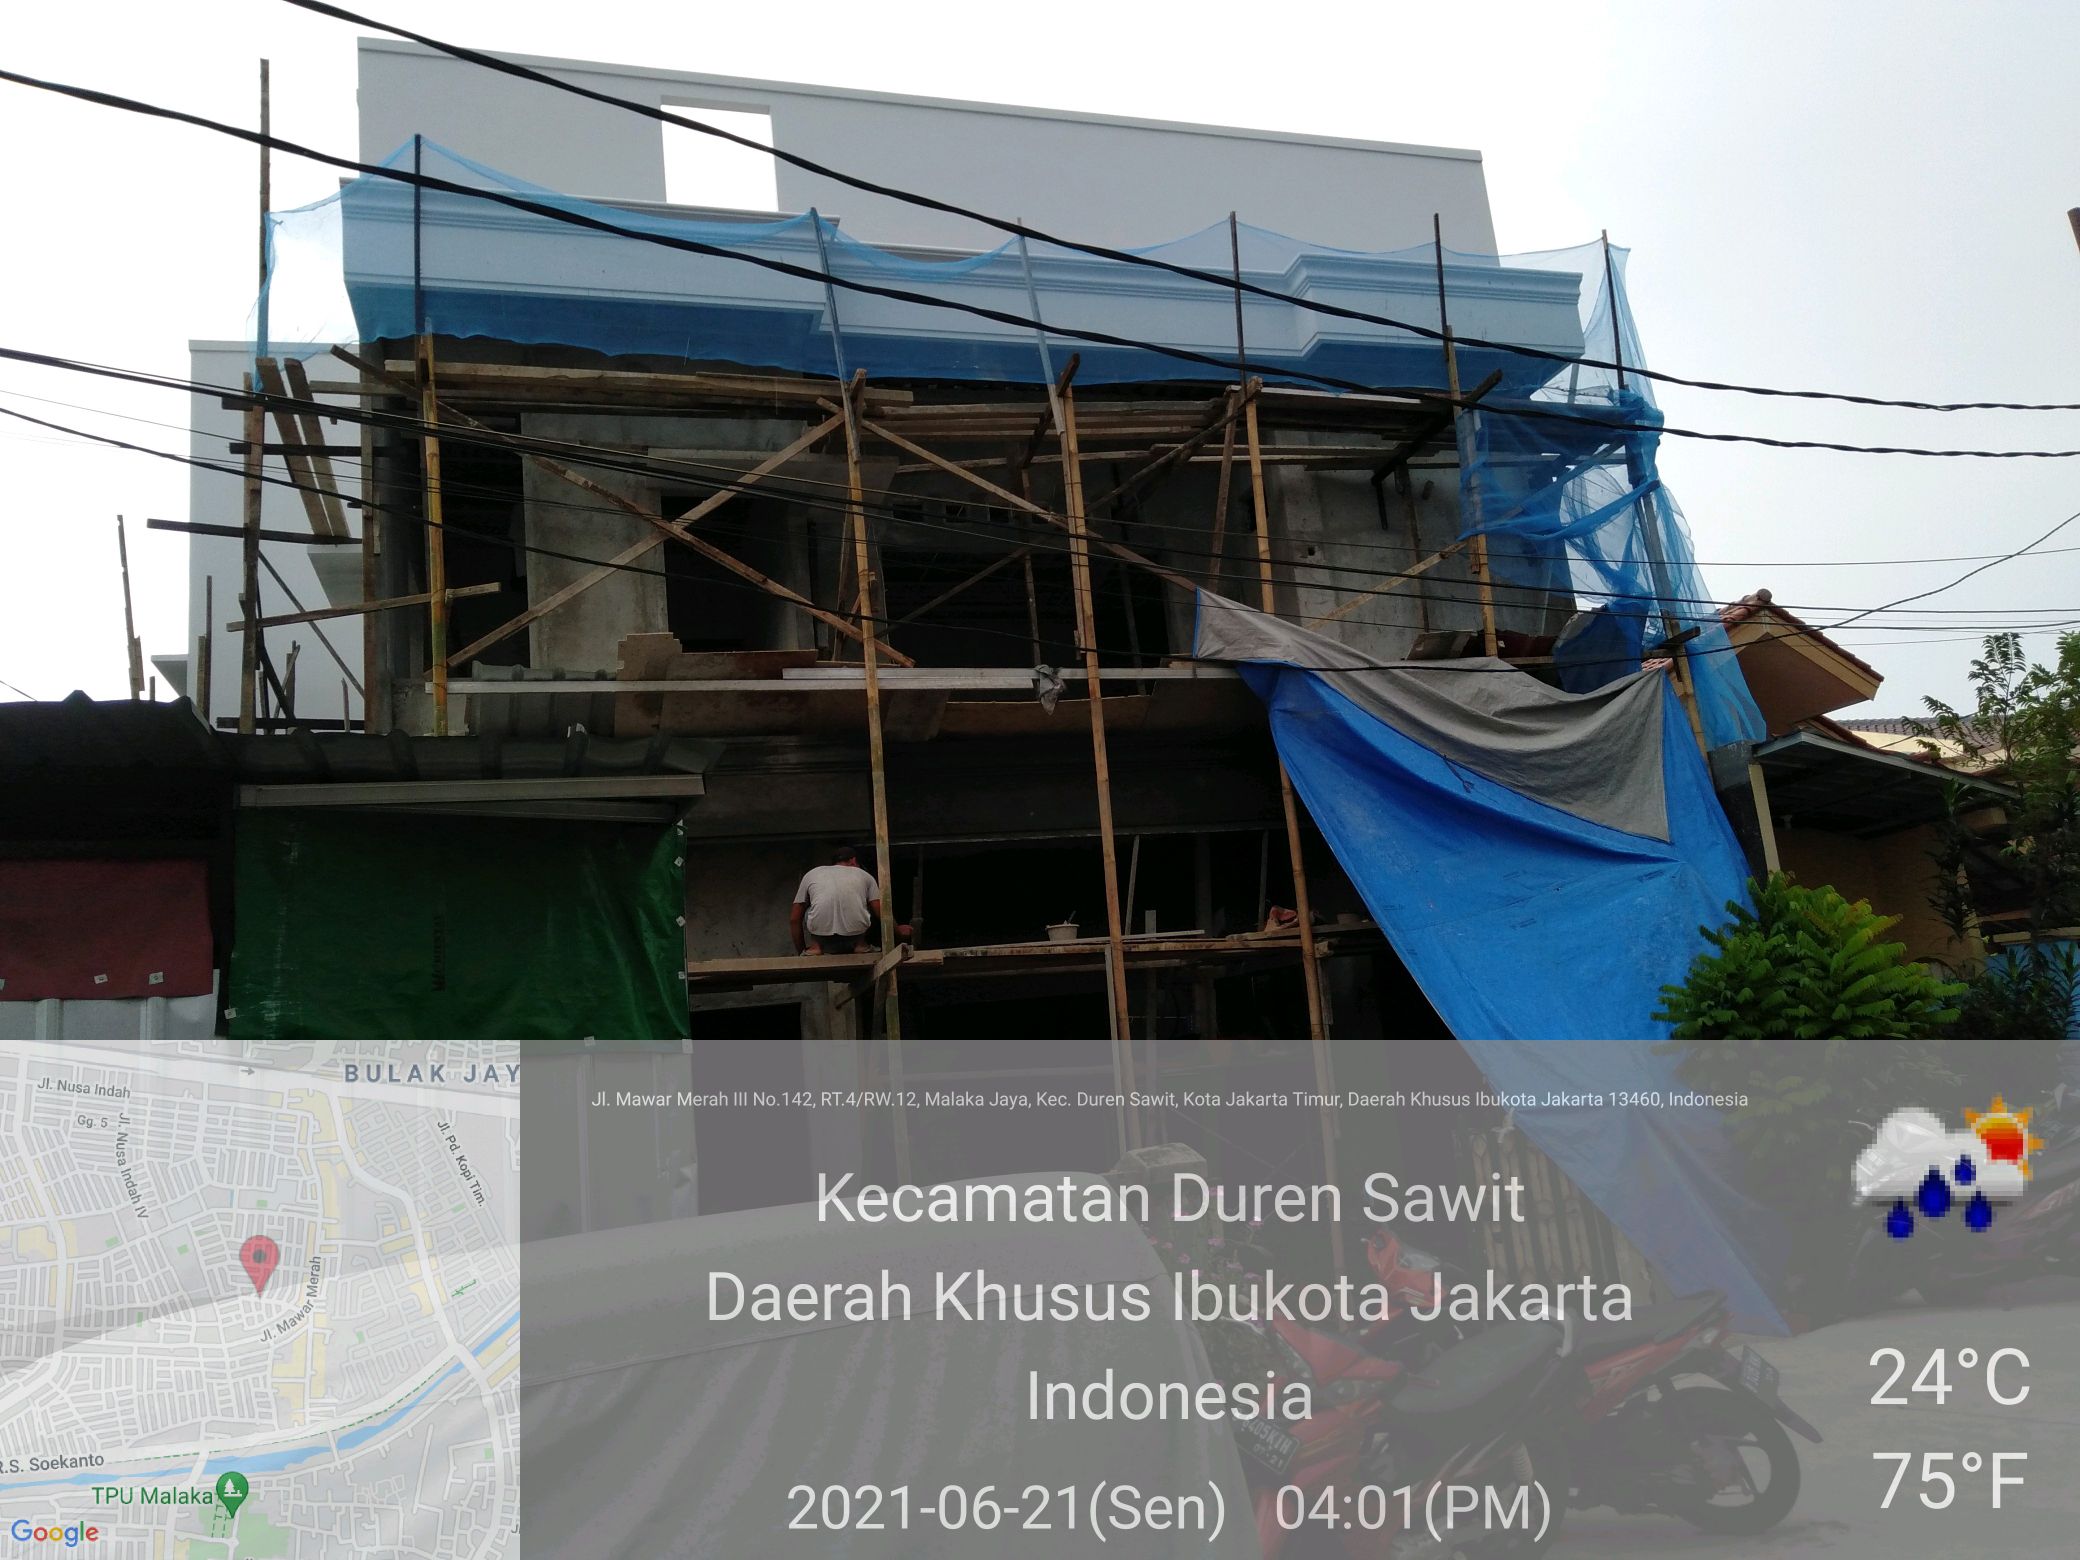 BULAK JAY
Jl. Nusa Indah
Gg. 5
Jl. Nusa Indah IV
Jl. Pd. Kopi Tim.
Jl. Mawar Merah
R.S. Soekanto
TPU Malaka
Google
Jl. Mawar Merah III No.142, RT.4/RW.12, Malaka Jaya, Kec. Duren Sawit, Kota Jakarta Timur, Daerah Khusus Ibukota Jakarta 13460, Indonesia
Kecamatan Duren Sawit
Daerah Khusus Ibukota Jakarta
Indonesia
2021-06-21(Sen) 04:01(PM)
24°C
75°F